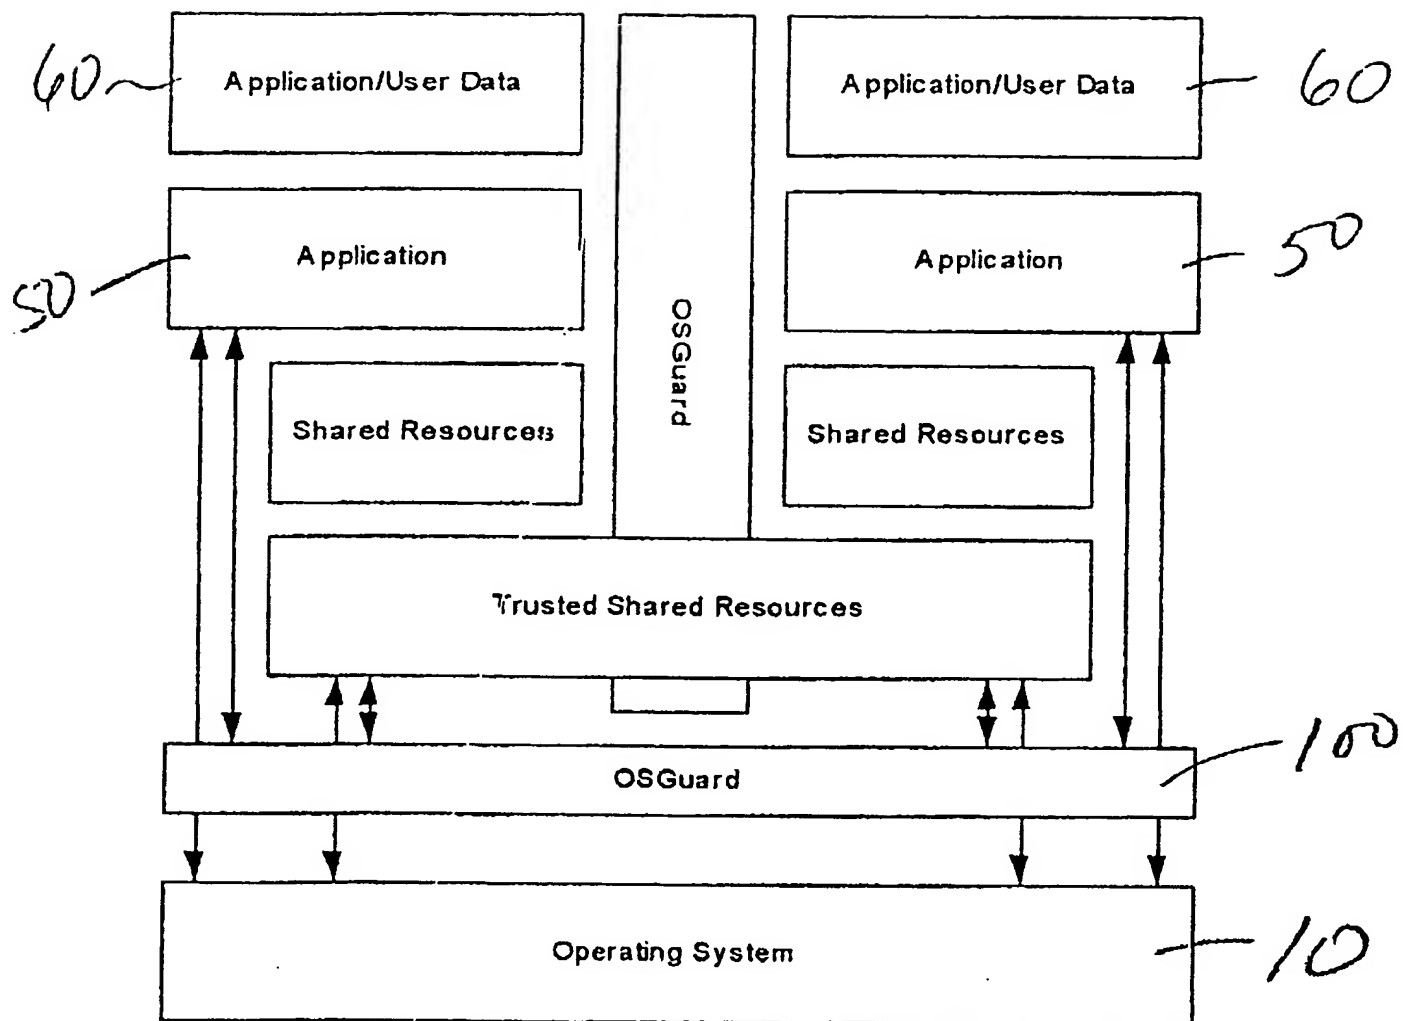 60
Application/User Data
Application/User Data
60
50
Application
Application
50
OSGuard
Shared Resources
Shared Resources
Trusted Shared Resources
OSGuard
100
Operating System
10